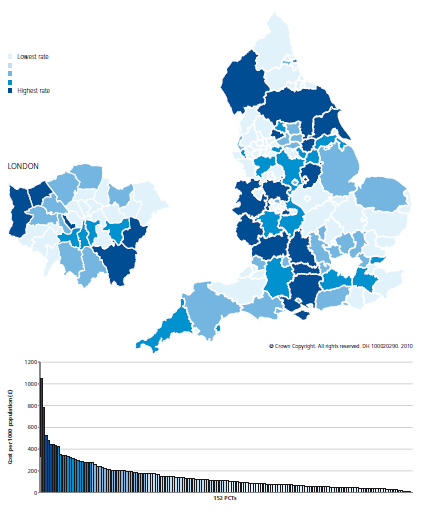 Lowest rate
Highest rate
LONDON
© Crown Copyright. All rights reserved. DH 100020290. 2010
1200
1000
800
600
400
200
0
Cost per 1000 population (£)
152 PCTs